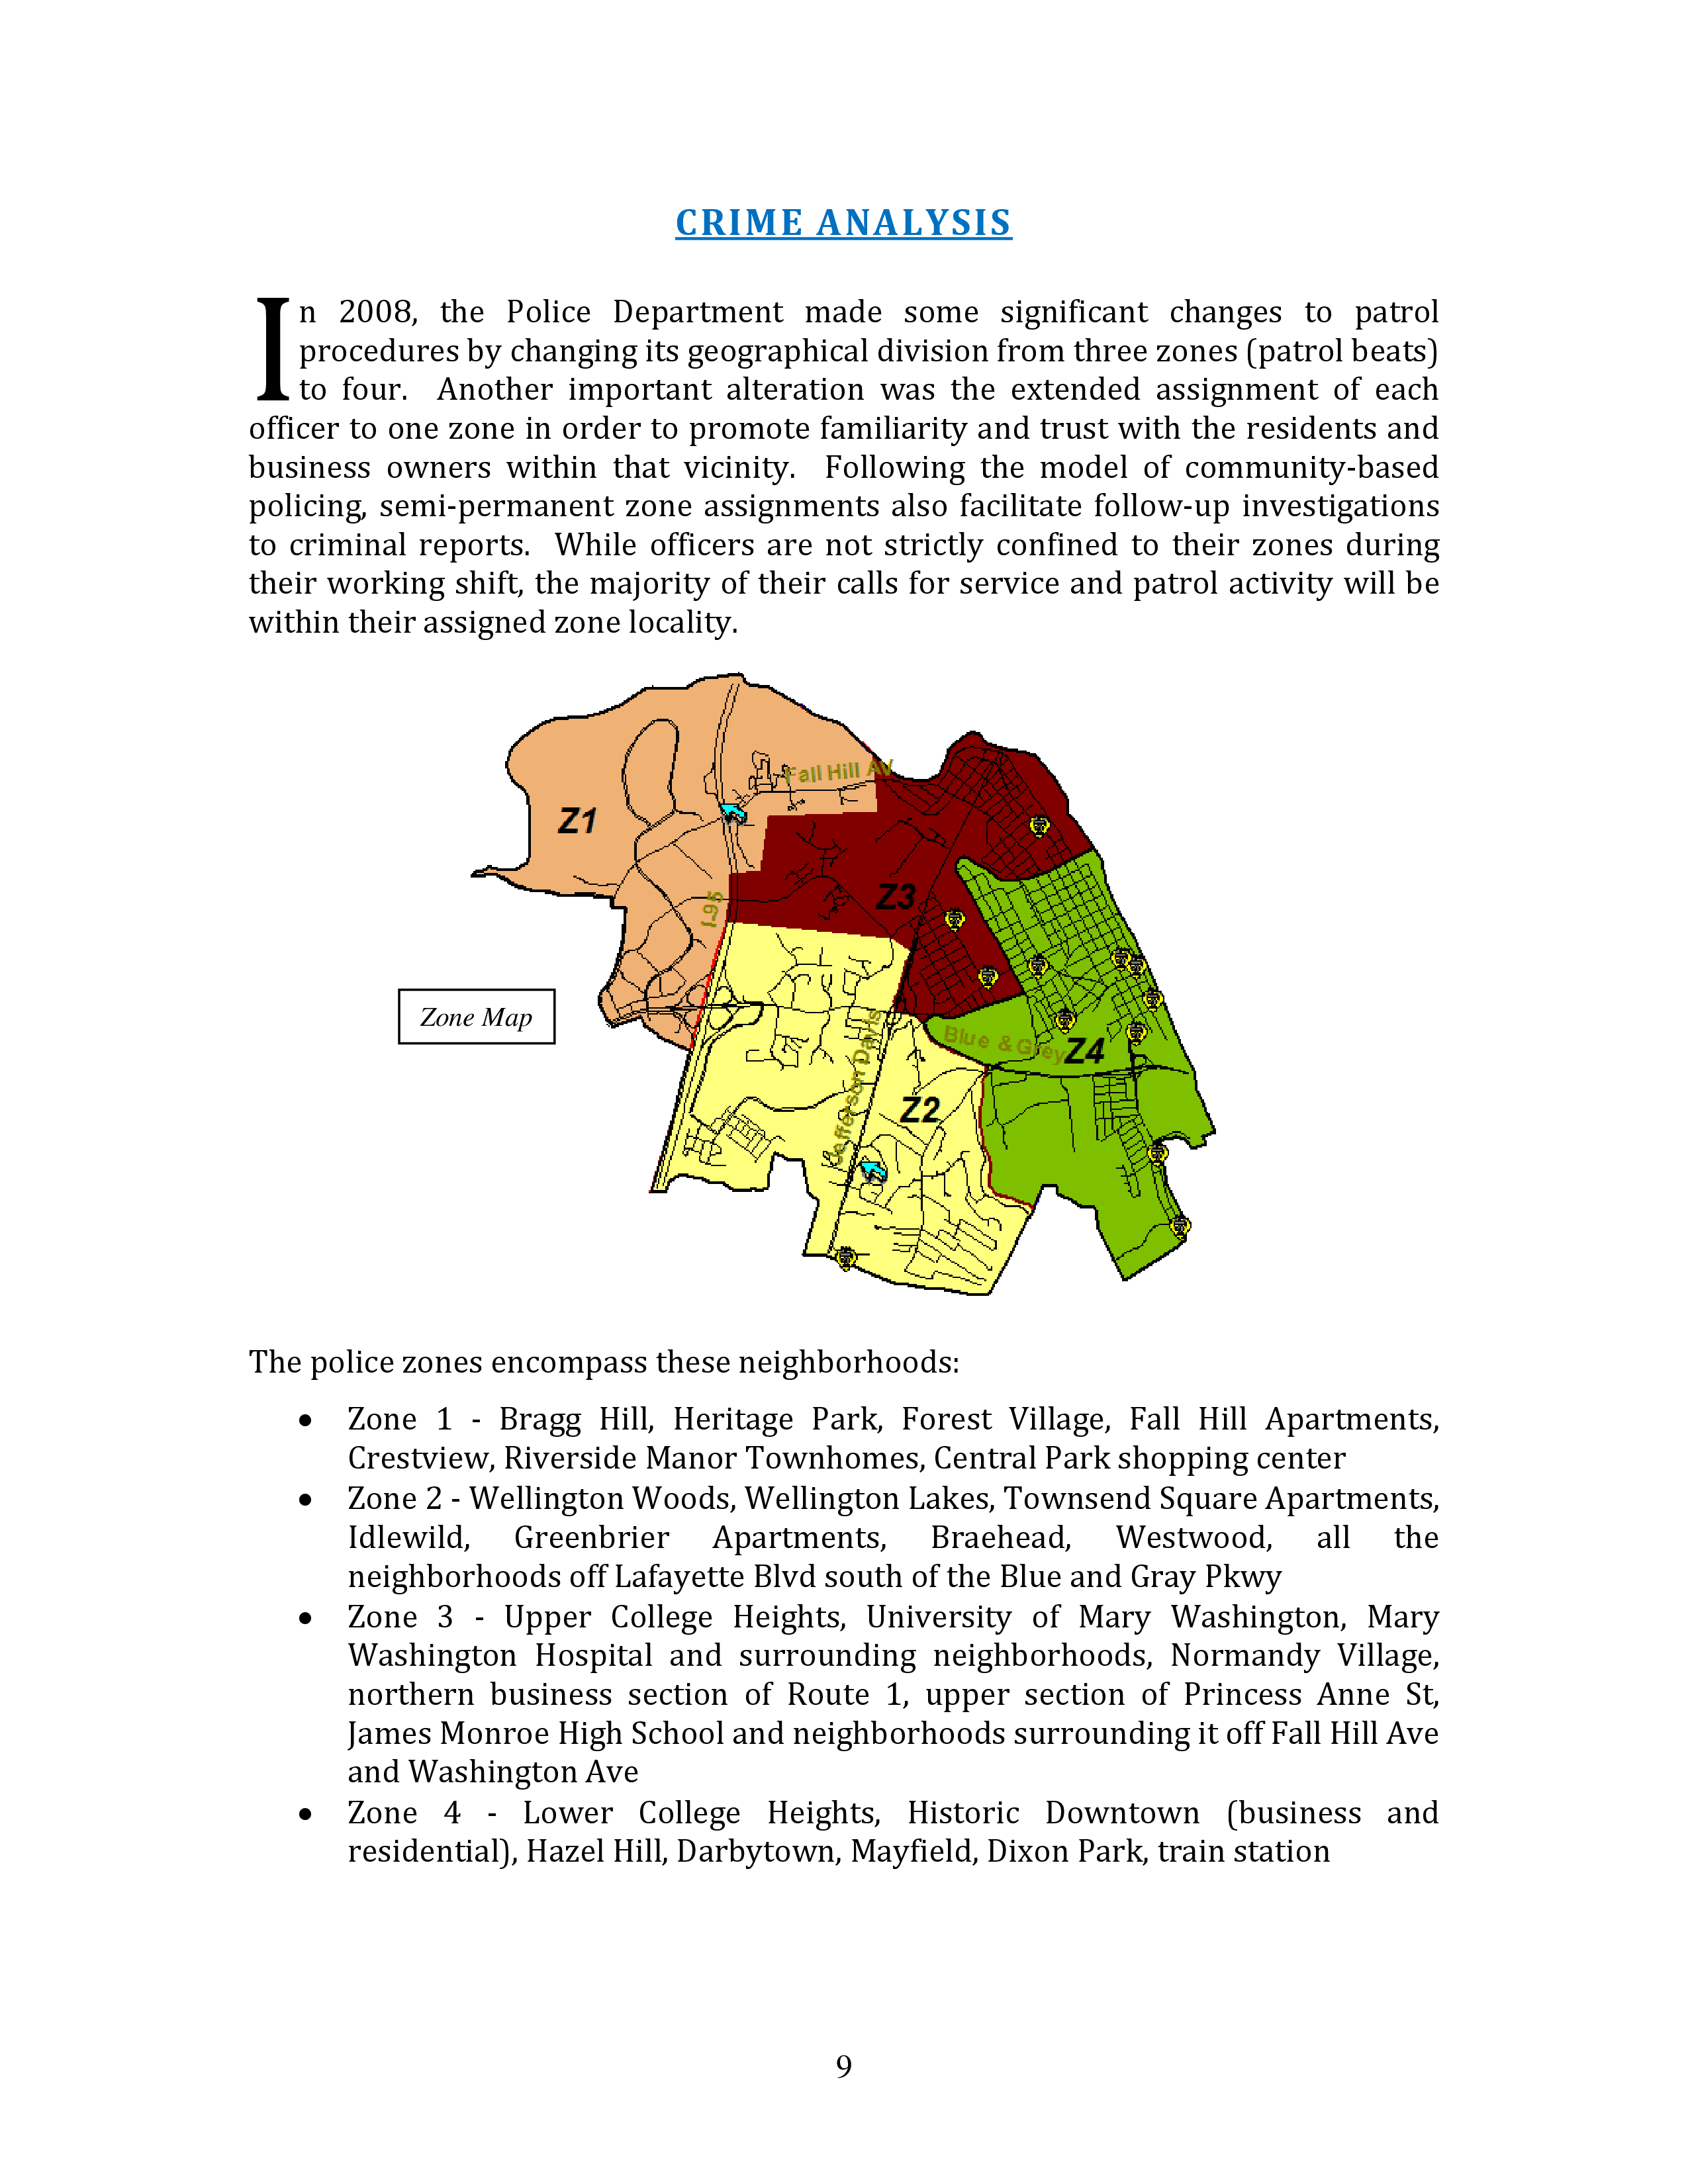 CRIME ANALYSIS
In 2008, the Police Department made some significant changes to patrol
procedures by changing its geographical division from three zones (patrol beats)
to four. Another important alteration was the extended assignment of each
officer to one zone in order to promote familiarity and trust with the residents and
business owners within that vicinity. Following the model of community-based
policing, semi-permanent zone assignments also facilitate follow-up investigations
to criminal reports. While officers are not strictly confined to their zones during
their working shift, the majority of their calls for service and patrol activity will be
within their assigned zone locality.
Fall Hill AV
Z1
Z3
I-95
Zone Map
Jefferson Davis
Blue & Grey
Z4
Z2
The police zones encompass these neighborhoods:
• Zone 1 - Bragg Hill, Heritage Park, Forest Village, Fall Hill Apartments,
Crestview, Riverside Manor Townhomes, Central Park shopping center
• Zone 2 - Wellington Woods, Wellington Lakes, Townsend Square Apartments,
Idlewild, Greenbrier Apartments, Braehead, Westwood, all the
neighborhoods off Lafayette Blvd south of the Blue and Gray Pkwy
• Zone 3 - Upper College Heights, University of Mary Washington, Mary
Washington Hospital and surrounding neighborhoods, Normandy Village,
northern business section of Route 1, upper section of Princess Anne St,
James Monroe High School and neighborhoods surrounding it off Fall Hill Ave
and Washington Ave
• Zone 4 - Lower College Heights, Historic Downtown (business and
residential), Hazel Hill, Darbytown, Mayfield, Dixon Park, train station
9